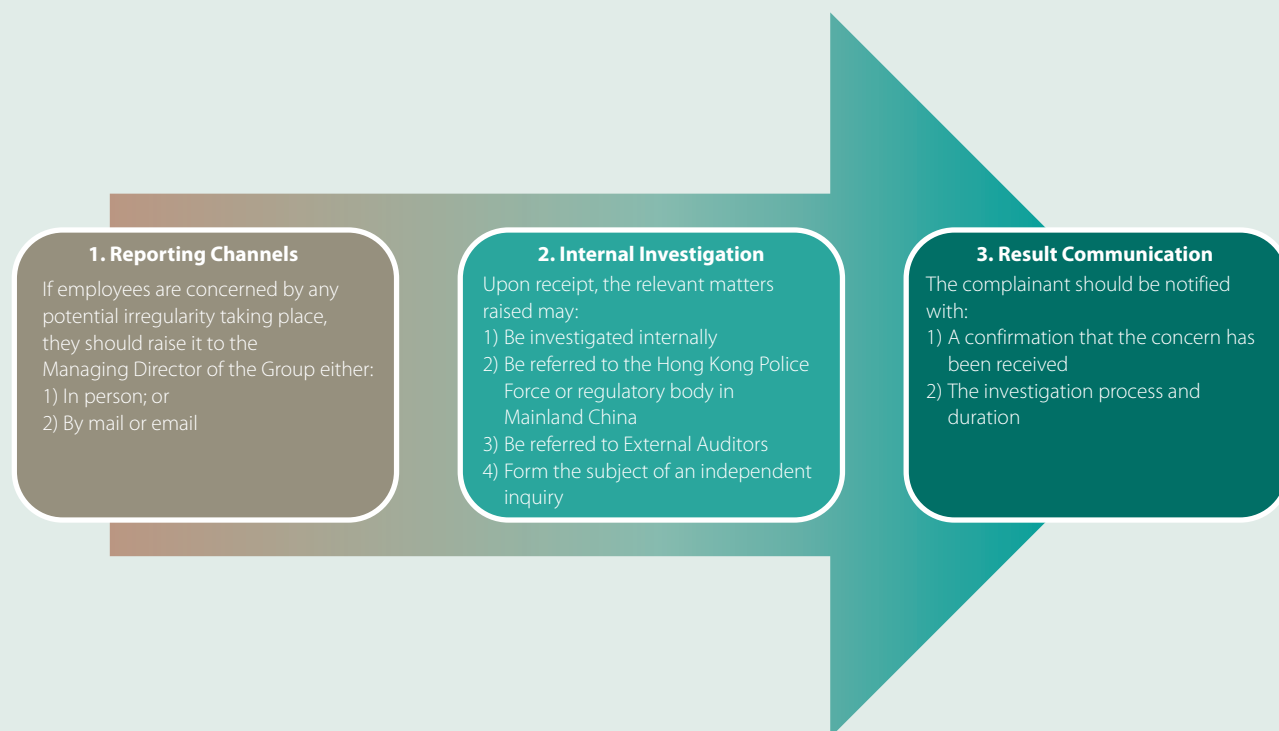 1. Reporting Channels
If employees are concerned by any
potential irregularity taking place,
they should raise it to the
Managing Director of the Group either:
1) In person; or
2) By mail or email
2. Internal Investigation
Upon receipt, the relevant matters
raised may:
1) Be investigated internally
2) Be referred to the Hong Kong Police
Force or regulatory body in
Mainland China
3) Be referred to External Auditors
4) Form the subject of an independent
inquiry
3. Result Communication
The complainant should be notified
with:
1) A confirmation that the concern has
been received
2) The investigation process and
duration